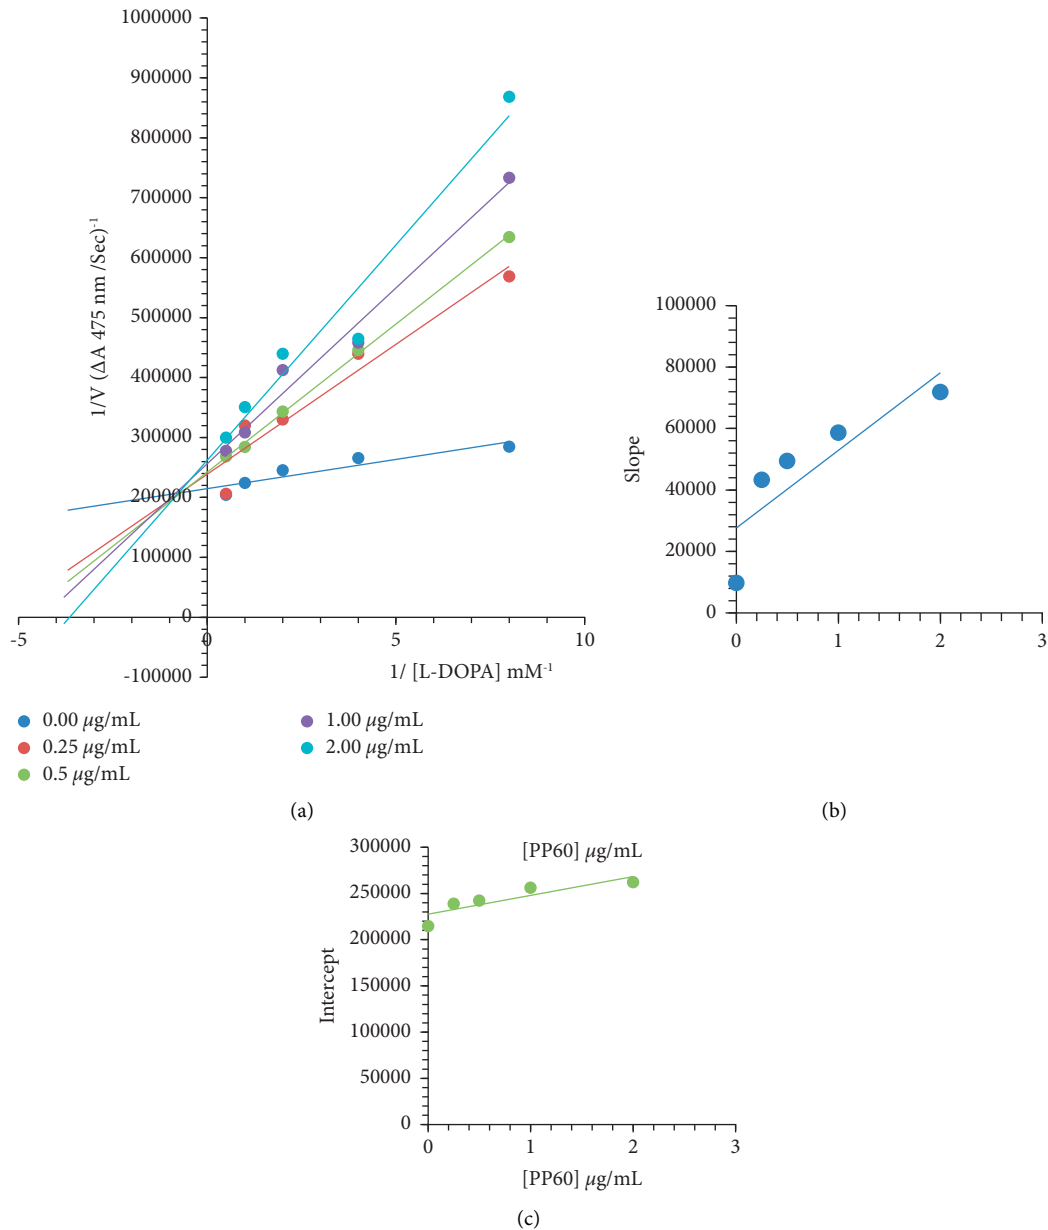 1000000
900000
800000
700000
600000
500000
400000
300000
200000
100000
0
-100000
1/V (ΔA 475 nm /Sec)⁻¹
-5
0
5
10
1/ [L-DOPA] mM⁻¹
0.00 μg/mL
0.25 μg/mL
0.5 μg/mL
1.00 μg/mL
2.00 μg/mL
(a)
100000
80000
60000
40000
20000
0
Slope
0
1
2
3
[PP60] μg/mL
(b)
300000
250000
200000
150000
100000
50000
0
Intercept
0
1
2
3
[PP60] μg/mL
(c)